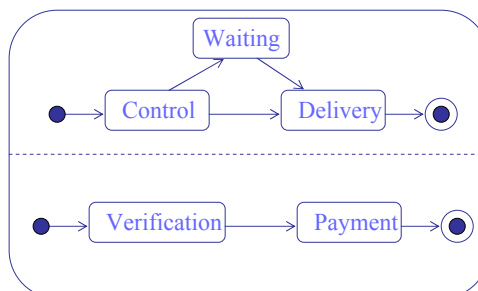 Waiting
Control
Delivery
Verification
Payment